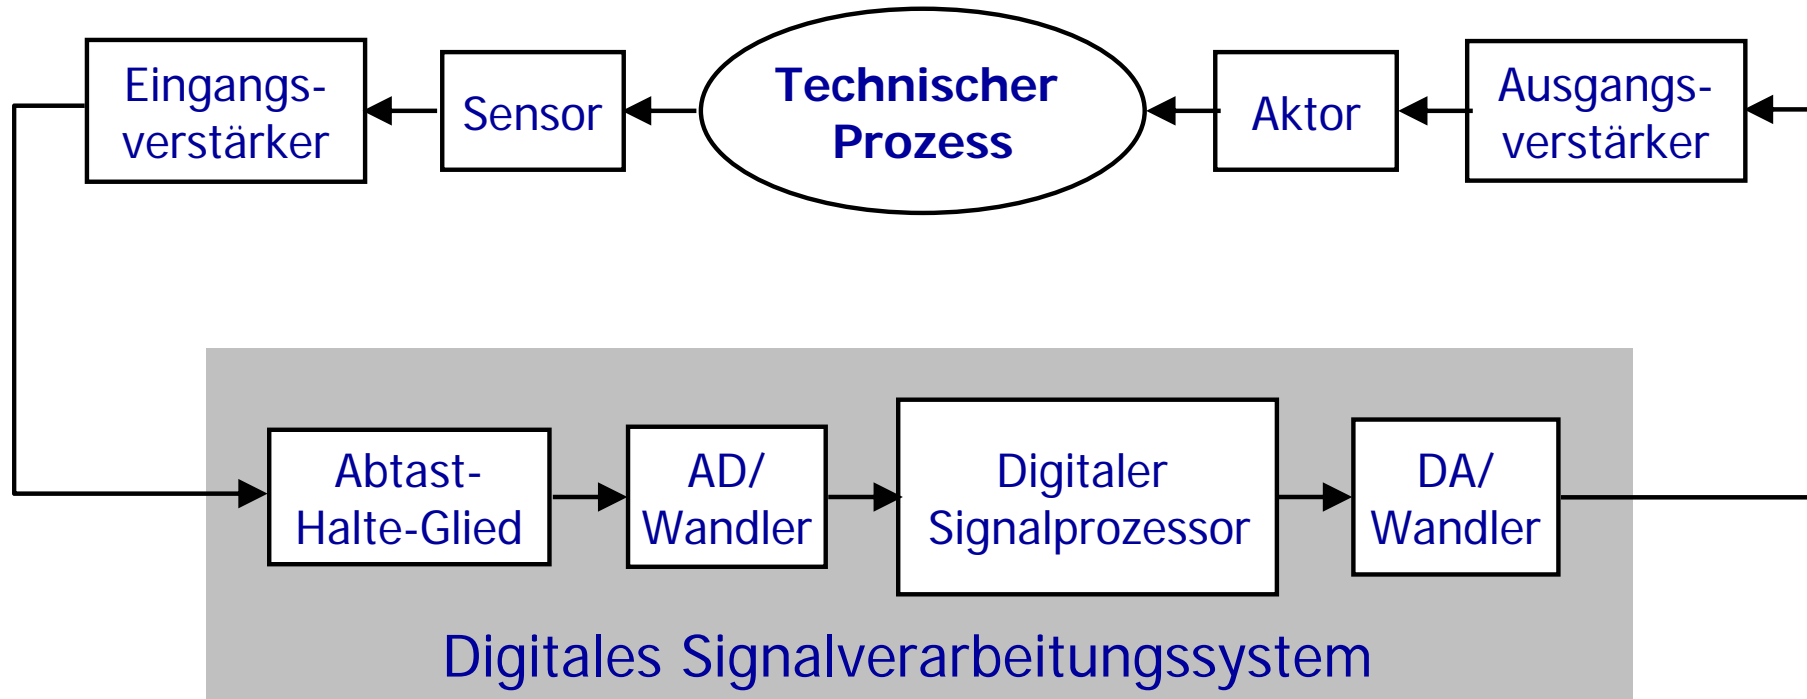 Eingangs-
verstärker
Sensor
Technischer
Prozess
Aktor
Ausgangs-
verstärker
Abtast-
Halte-Glied
AD/
Wandler
Digitaler
Signalprozessor
DA/
Wandler
Digitales Signalverarbeitungssystem